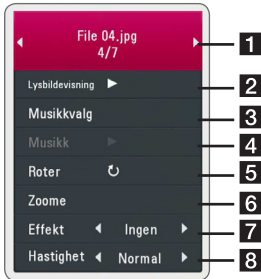 File 04.jpg
4/7
1
Lysbildevisning
2
Musikkvalg
3
Musikk
4
Roter
5
Zoome
6
Effekt Ingen
7
Hastighet Normal
8